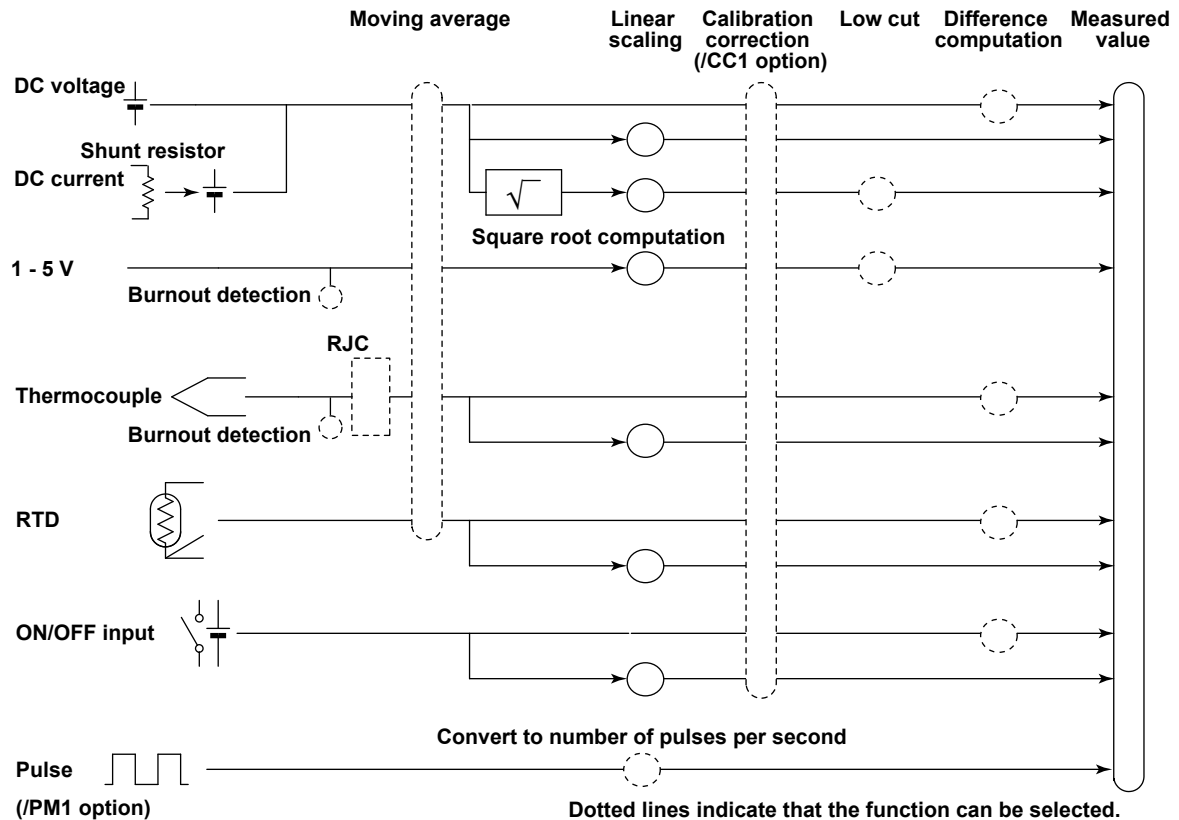 Moving average
Linear
scaling
Calibration
correction
(/CC1 option)
Low cut
Difference
computation
Measured
value
DC voltage
Shunt resistor
DC current
√
Square root computation
1 - 5 V
Burnout detection
RJC
Thermocouple
Burnout detection
RTD
ON/OFF input
Convert to number of pulses per second
Pulse
(/PM1 option)
Dotted lines indicate that the function can be selected.